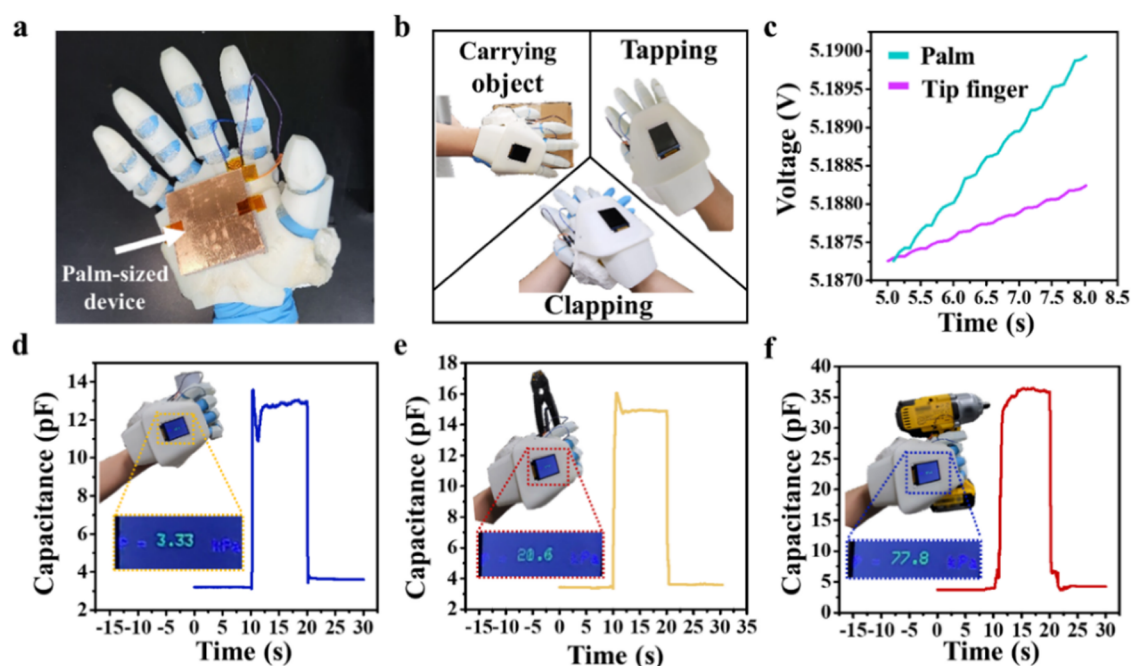 a
Palm-sized
device
b
Carrying
object
Tapping
Clapping
c
Palm
Tip finger
Voltage (V)
5.1900
5.1895
5.1890
5.1885
5.1880
5.1875
5.1870
5.0 5.5 6.0 6.5 7.0 7.5 8.0 8.5
Time (s)
d
Capacitance (pF)
14
12
10
8
6
4
2
3.33
-15 -10 -5 0 5 10 15 20 25 30
Time (s)
e
Capacitance (pF)
18
16
14
12
10
8
6
4
2
20.6
-15 -10 -5 0 5 10 15 20 25 30 35
Time (s)
f
Capacitance (pF)
40
35
30
25
20
15
10
5
0
77.8
-15 -10 -5 0 5 10 15 20 25 30
Time (s)